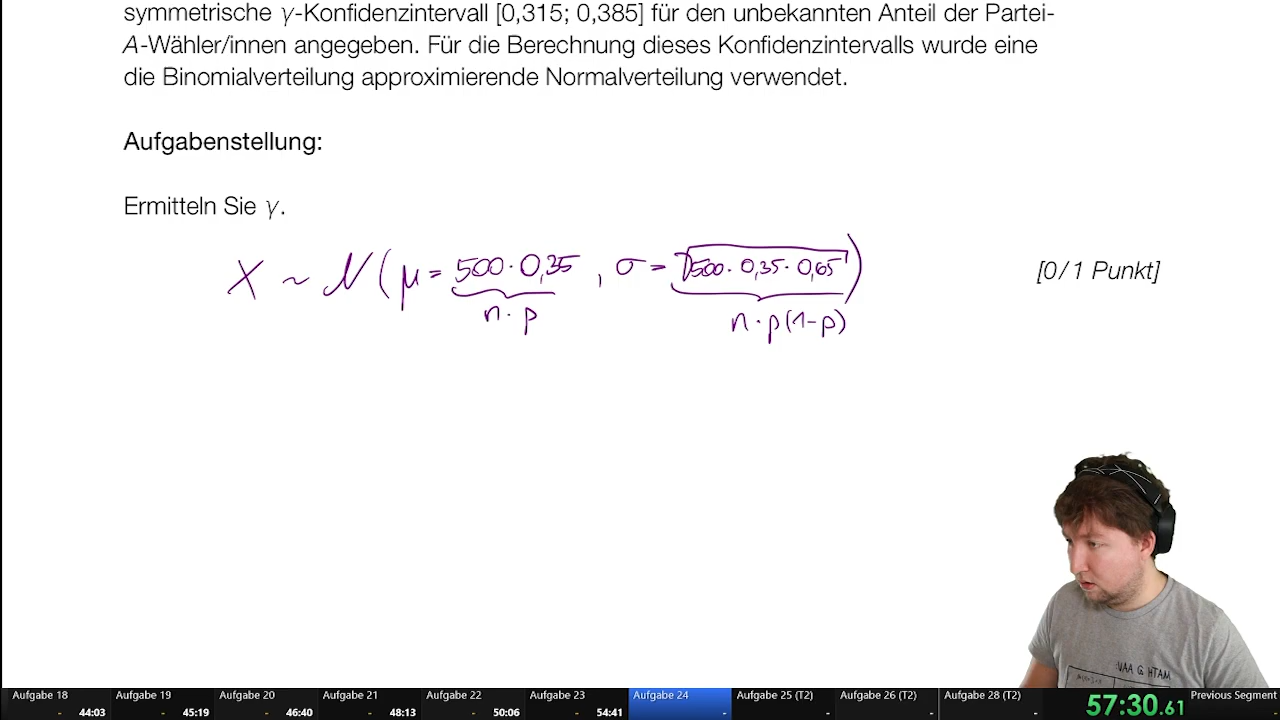 symmetrische γ-Konfidenzintervall [0,315; 0,385] für den unbekannten Anteil der Partei-
A-Wähler/innen angegeben. Für die Berechnung dieses Konfidenzintervalls wurde eine
die Binomialverteilung approximierende Normalverteilung verwendet.
Aufgabenstellung:
Ermitteln Sie γ.
X ~ N(μ = 500·0,35 , σ = √500·0,35·0,65)
[0/1 Punkt]
n·p
n·p(1-p)
VAA G HTAM
Aufgabe 18 Aufgabe 19 Aufgabe 20 Aufgabe 21 Aufgabe 22 Aufgabe 23 Aufgabe 24 Aufgabe 25 (T2) Aufgabe 26 (T2) Aufgabe 28 (T2) 57:30.61 Previous Segment
- 44:03 - 45:19 - 46:40 - 48:13 - 50:06 - 54:41 - - - - - - - - -